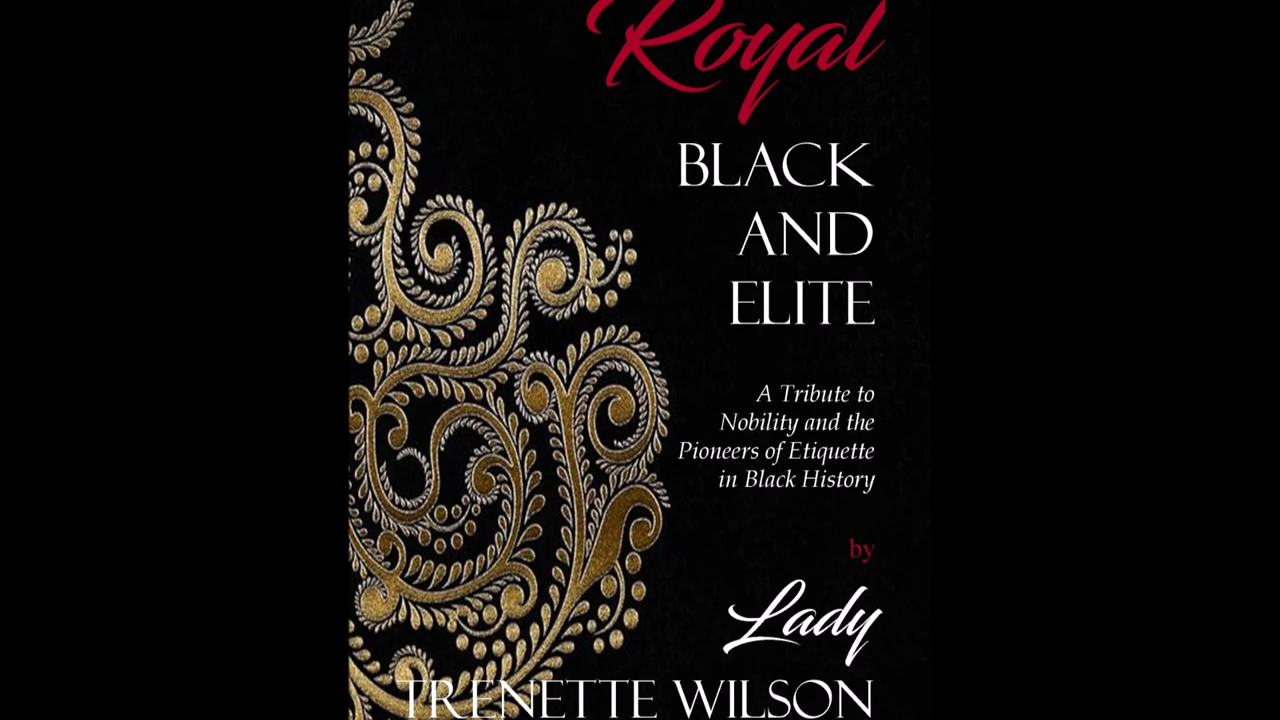 Royal
BLACK
AND
ELITE
A Tribute to
Nobility and the
Pioneers of Etiquette
in Black History
by
Lady
TRENETTE WILSON